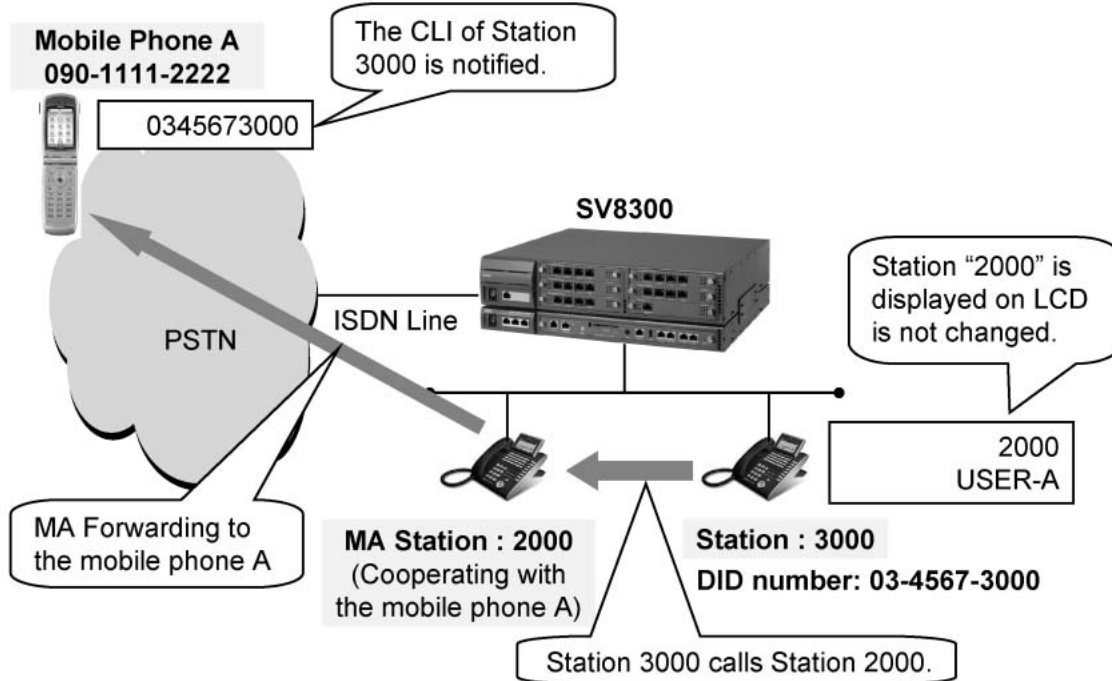 Mobile Phone A
090-1111-2222
The CLI of Station
3000 is notified.
0345673000
SV8300
Station “2000” is
displayed on LCD
is not changed.
PSTN
ISDN Line
2000
USER-A
MA Forwarding to
the mobile phone A
MA Station : 2000
(Cooperating with
the mobile phone A)
Station : 3000
DID number: 03-4567-3000
Station 3000 calls Station 2000.